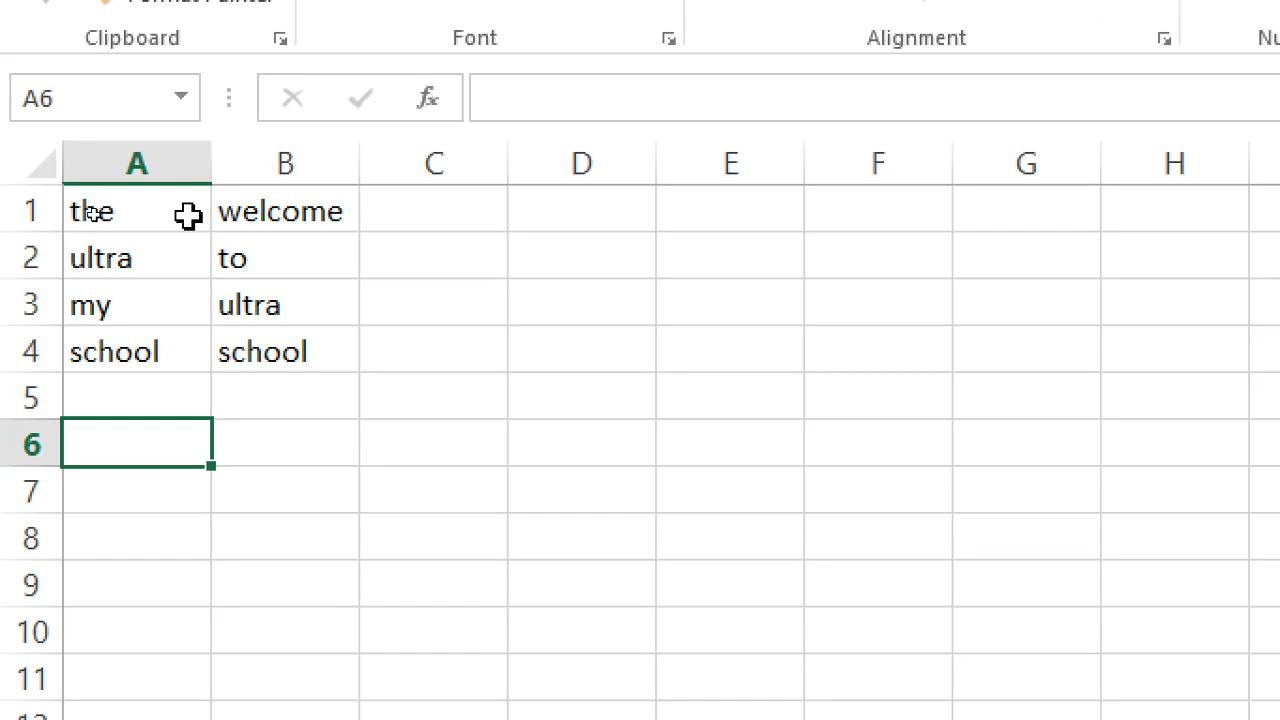 Clipboard Font Alignment
A6 fx
A B C D E F G H
1 the welcome
2 ultra to
3 my ultra
4 school school
5
6
7
8
9
10
11